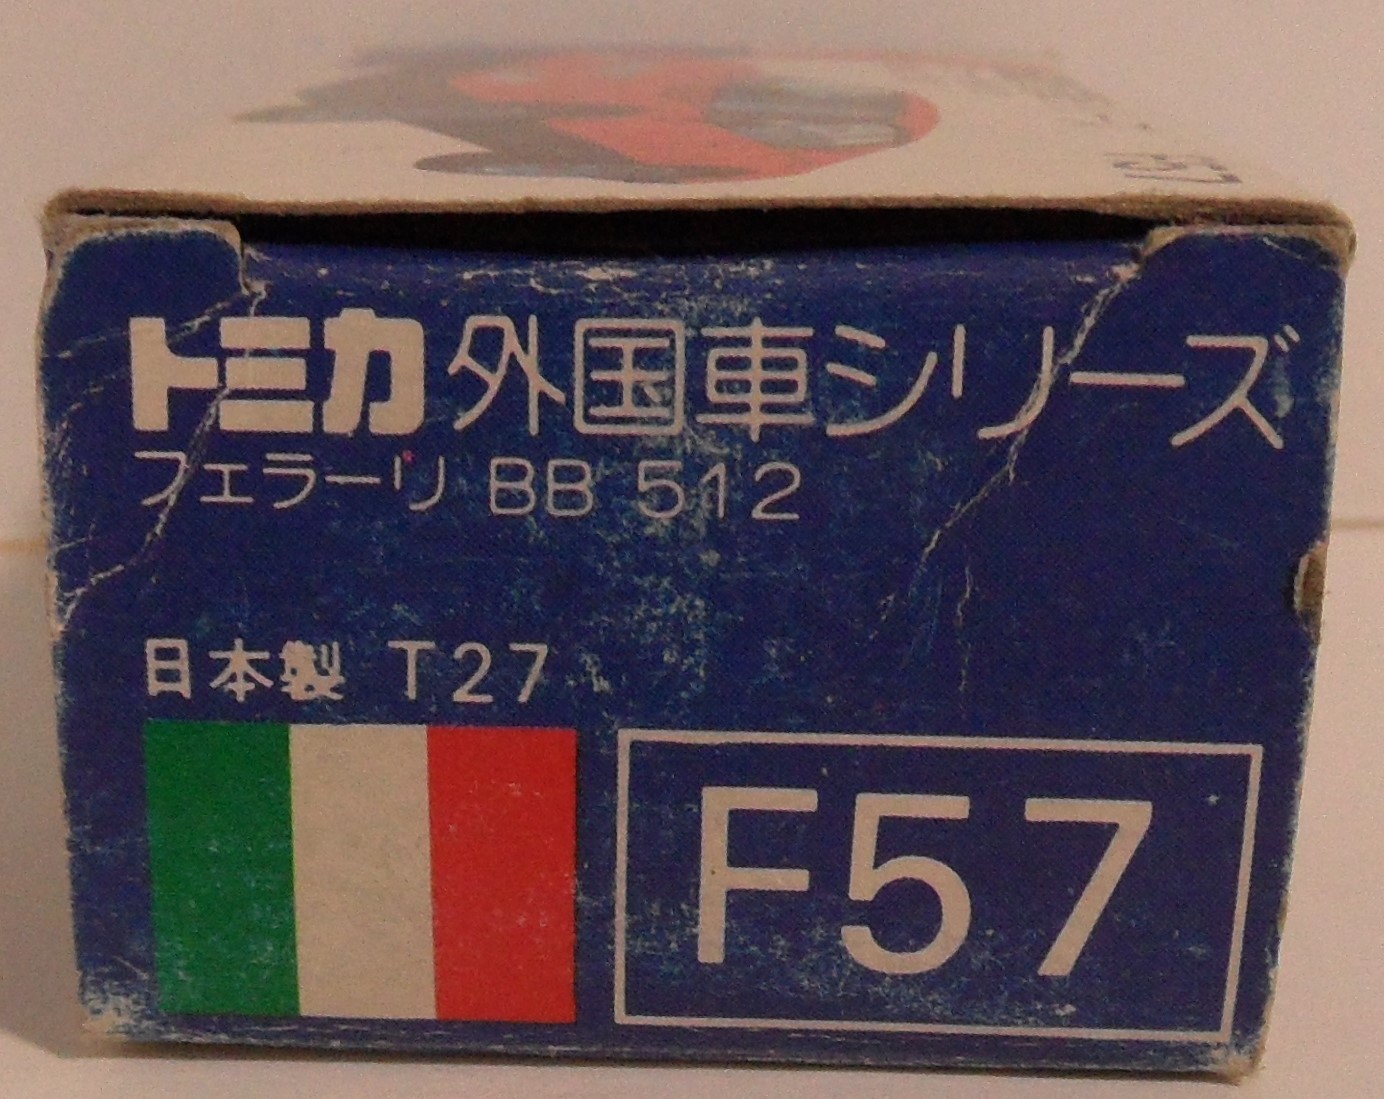 トミカ 外国車シリーズ
フェラーリ BB 512
日本製 T27
F57